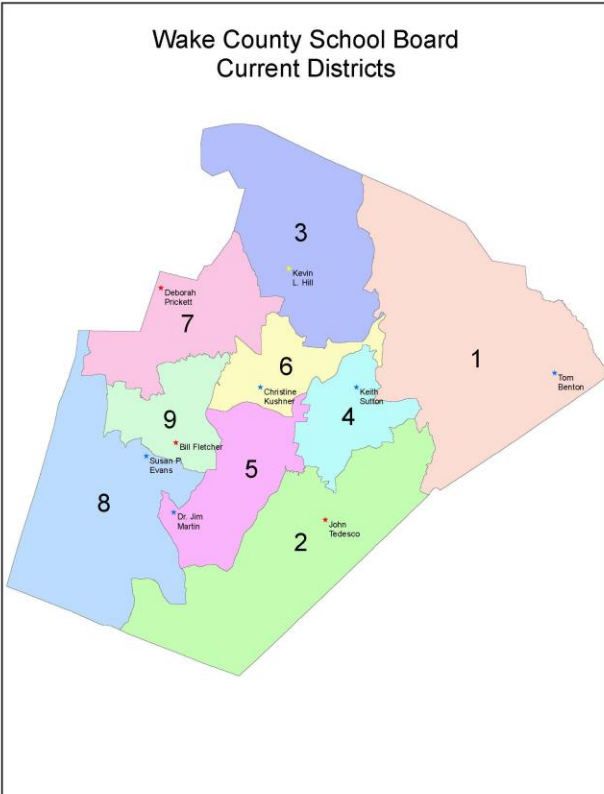 Wake County School Board
Current Districts
3
Kevin
L. Hill
Deborah
Prickett
7
6
1
Christine
Kushner
Keith
Sutton
Tom
Benton
9
4
Bill Fletcher
Susan P.
Evans
5
8
Dr. Jim
Martin
John
Tedesco
2